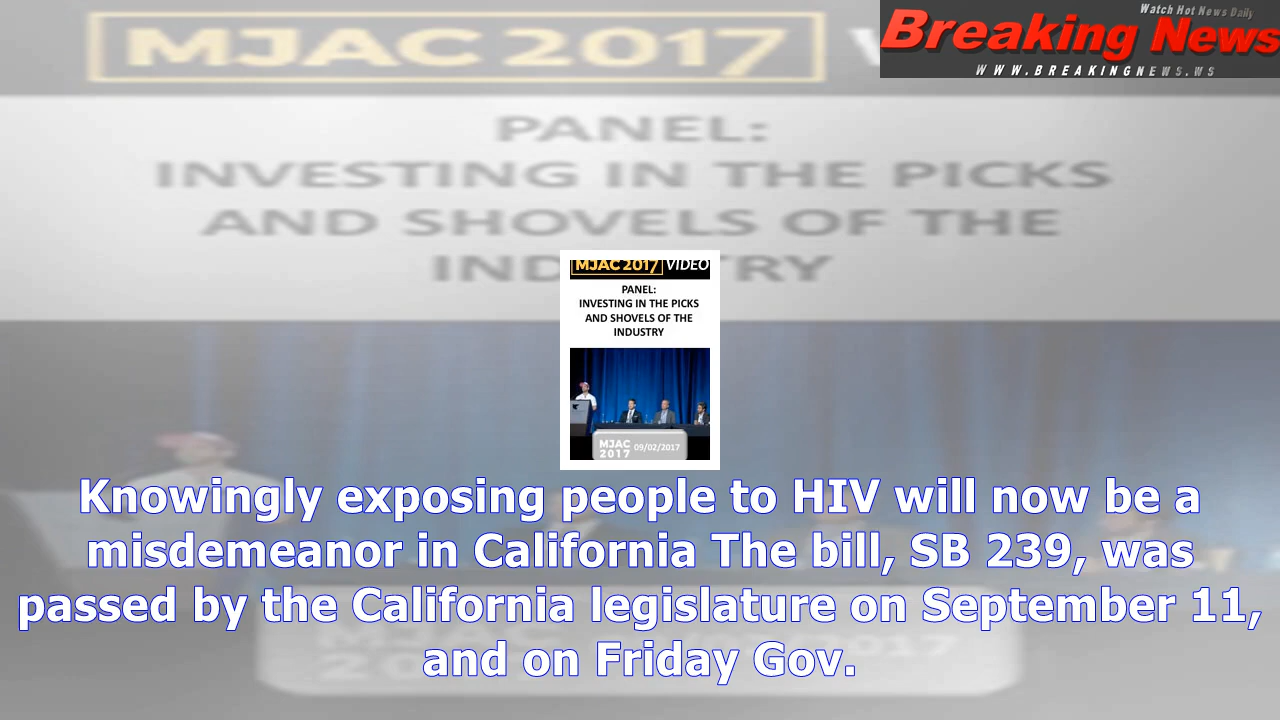 Watch Hot News Daily
Breaking News
WWW.BREAKINGNEWS.WS
MJAC 2017
PANEL:
INVESTING IN THE PICKS
AND SHOVELS OF THE
INDUSTRY
MJAC 2017 VIDEO
PANEL:
INVESTING IN THE PICKS
AND SHOVELS OF THE
INDUSTRY
MJAC
2017 09/02/2017
Knowingly exposing people to HIV will now be a
misdemeanor in California The bill, SB 239, was
passed by the California legislature on September 11,
and on Friday Gov.